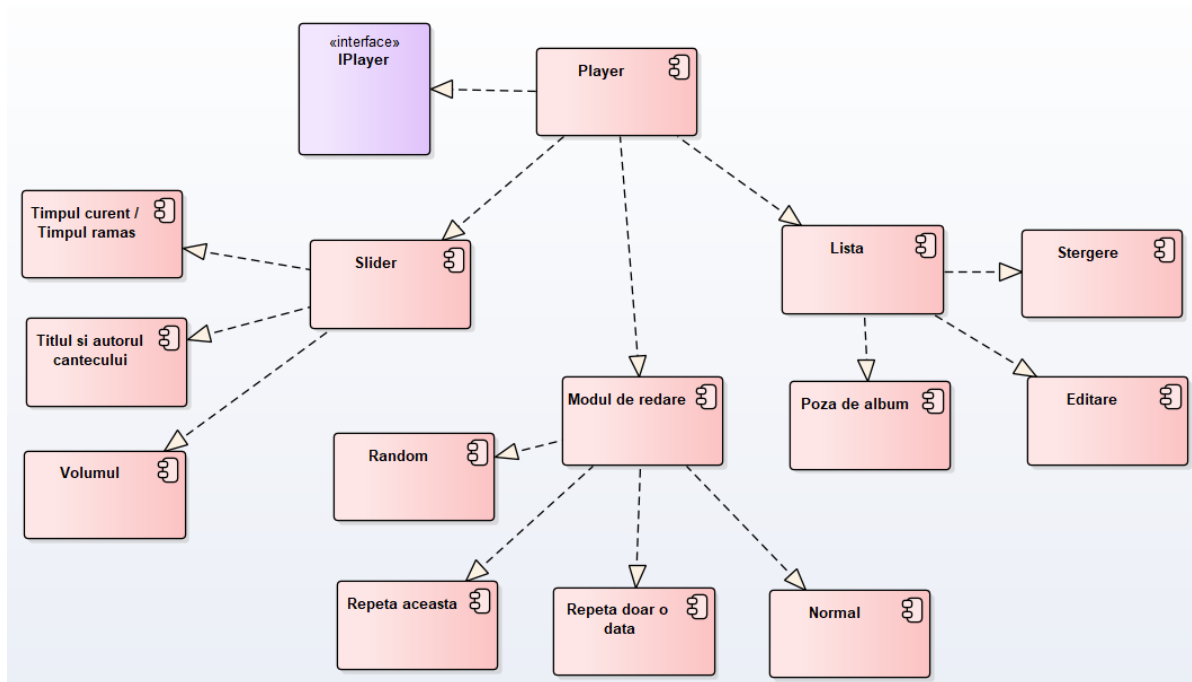 «interface»
IPlayer
Player
Timpul curent /
Timpul ramas
Slider
Lista
Stergere
Titlul si autorul
cantecului
Modul de redare
Poza de album
Editare
Volumul
Random
Repeta aceasta
Repeta doar o
data
Normal